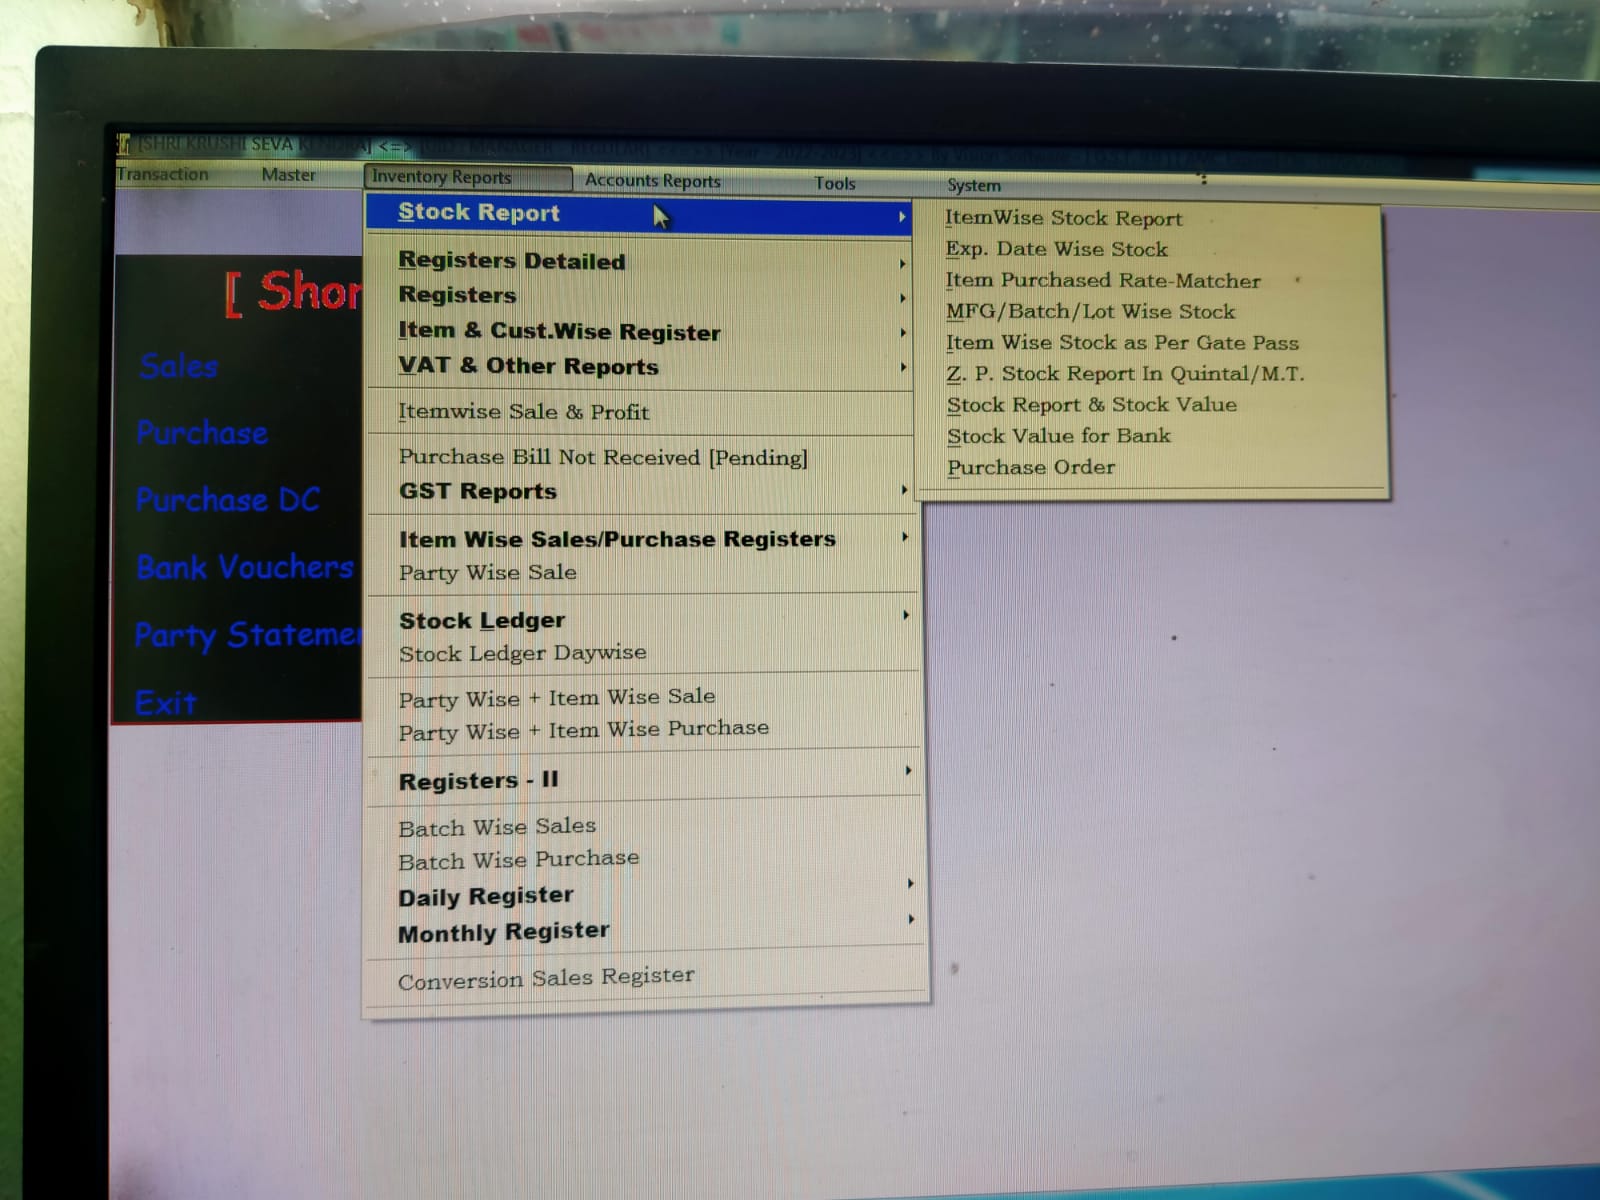 [SHRI KRUSHI SEVA KENDRA] <=>
Transaction Master Inventory Reports Accounts Reports Tools System
Stock Report
Registers Detailed
Registers
Item & Cust.Wise Register
VAT & Other Reports
Itemwise Sale & Profit
Purchase Bill Not Received [Pending]
GST Reports
Item Wise Sales/Purchase Registers
Party Wise Sale
Stock Ledger
Stock Ledger Daywise
Party Wise + Item Wise Sale
Party Wise + Item Wise Purchase
Registers - II
Batch Wise Sales
Batch Wise Purchase
Daily Register
Monthly Register
Conversion Sales Register
ItemWise Stock Report
Exp. Date Wise Stock
Item Purchased Rate-Matcher
MFG/Batch/Lot Wise Stock
Item Wise Stock as Per Gate Pass
Z. P. Stock Report In Quintal/M.T.
Stock Report & Stock Value
Stock Value for Bank
Purchase Order
[ Shor
Sales
Purchase
Purchase DC
Bank Vouchers
Party Statemen
Exit